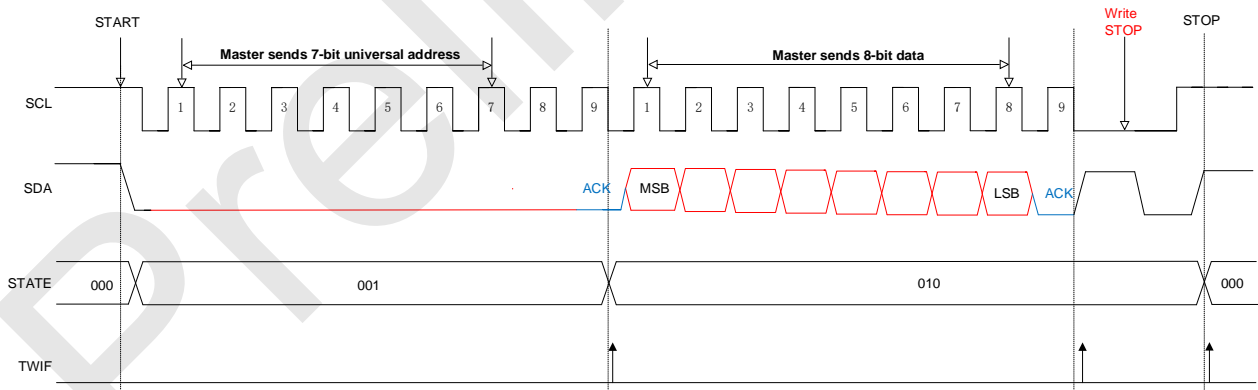 START
Write
STOP
STOP
Master sends 7-bit universal address
Master sends 8-bit data
SCL
1 2 3 4 5 6 7 8 9 1 2 3 4 5 6 7 8 9
SDA
ACK MSB LSB ACK
STATE
000 001 010 000
TWIF